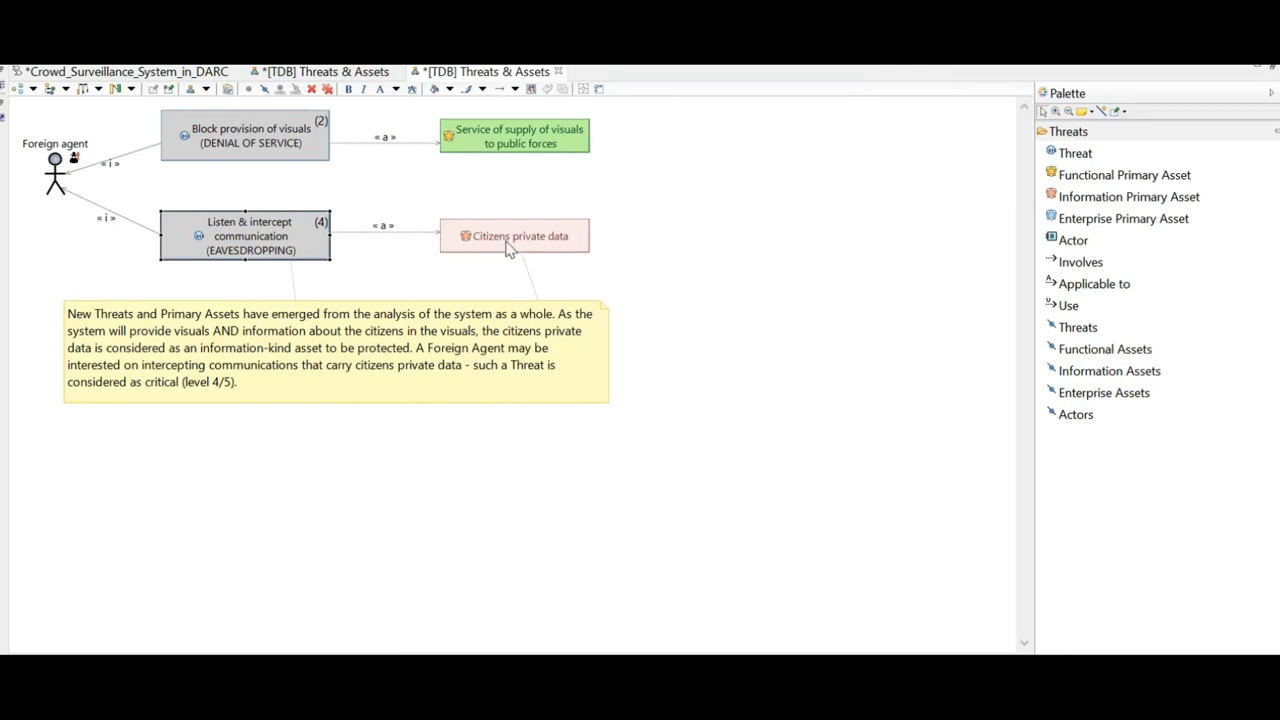 *Crowd_Surveillance_System_in_DARC
*[TDB] Threats & Assets
*[TDB] Threats & Assets
B I A
Palette
Threats
Threat
Functional Primary Asset
Information Primary Asset
Enterprise Primary Asset
Actor
Involves
Applicable to
Use
Threats
Functional Assets
Information Assets
Enterprise Assets
Actors
Foreign agent
« i »
« i »
Block provision of visuals
(DENIAL OF SERVICE)
(2)
« a »
Service of supply of visuals
to public forces
Listen & intercept
communication
(EAVESDROPPING)
(4)
« a »
Citizens private data
New Threats and Primary Assets have emerged from the analysis of the system as a whole. As the
system will provide visuals AND information about the citizens in the visuals, the citizens private
data is considered as an information-kind asset to be protected. A Foreign Agent may be
interested on intercepting communications that carry citizens private data - such a Threat is
considered as critical (level 4/5).